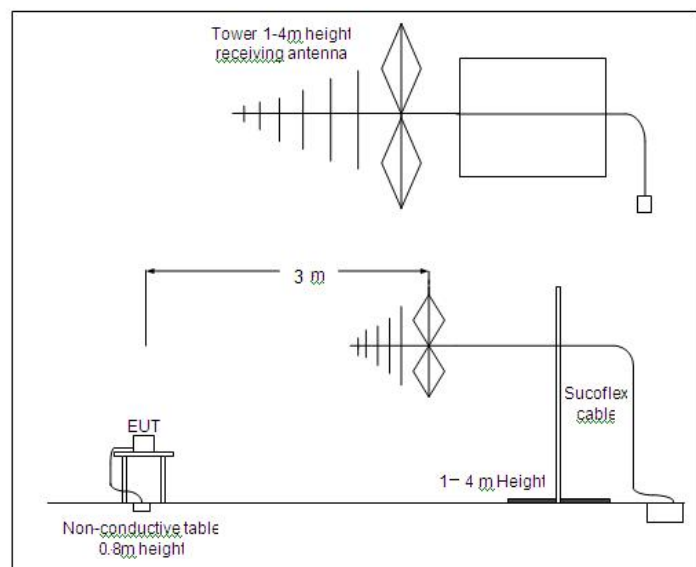 Tower 1-4m height
receiving antenna
3 m
Sucoflex
cable
EUT
1– 4 m Height
Non-conductive table
0.8m height